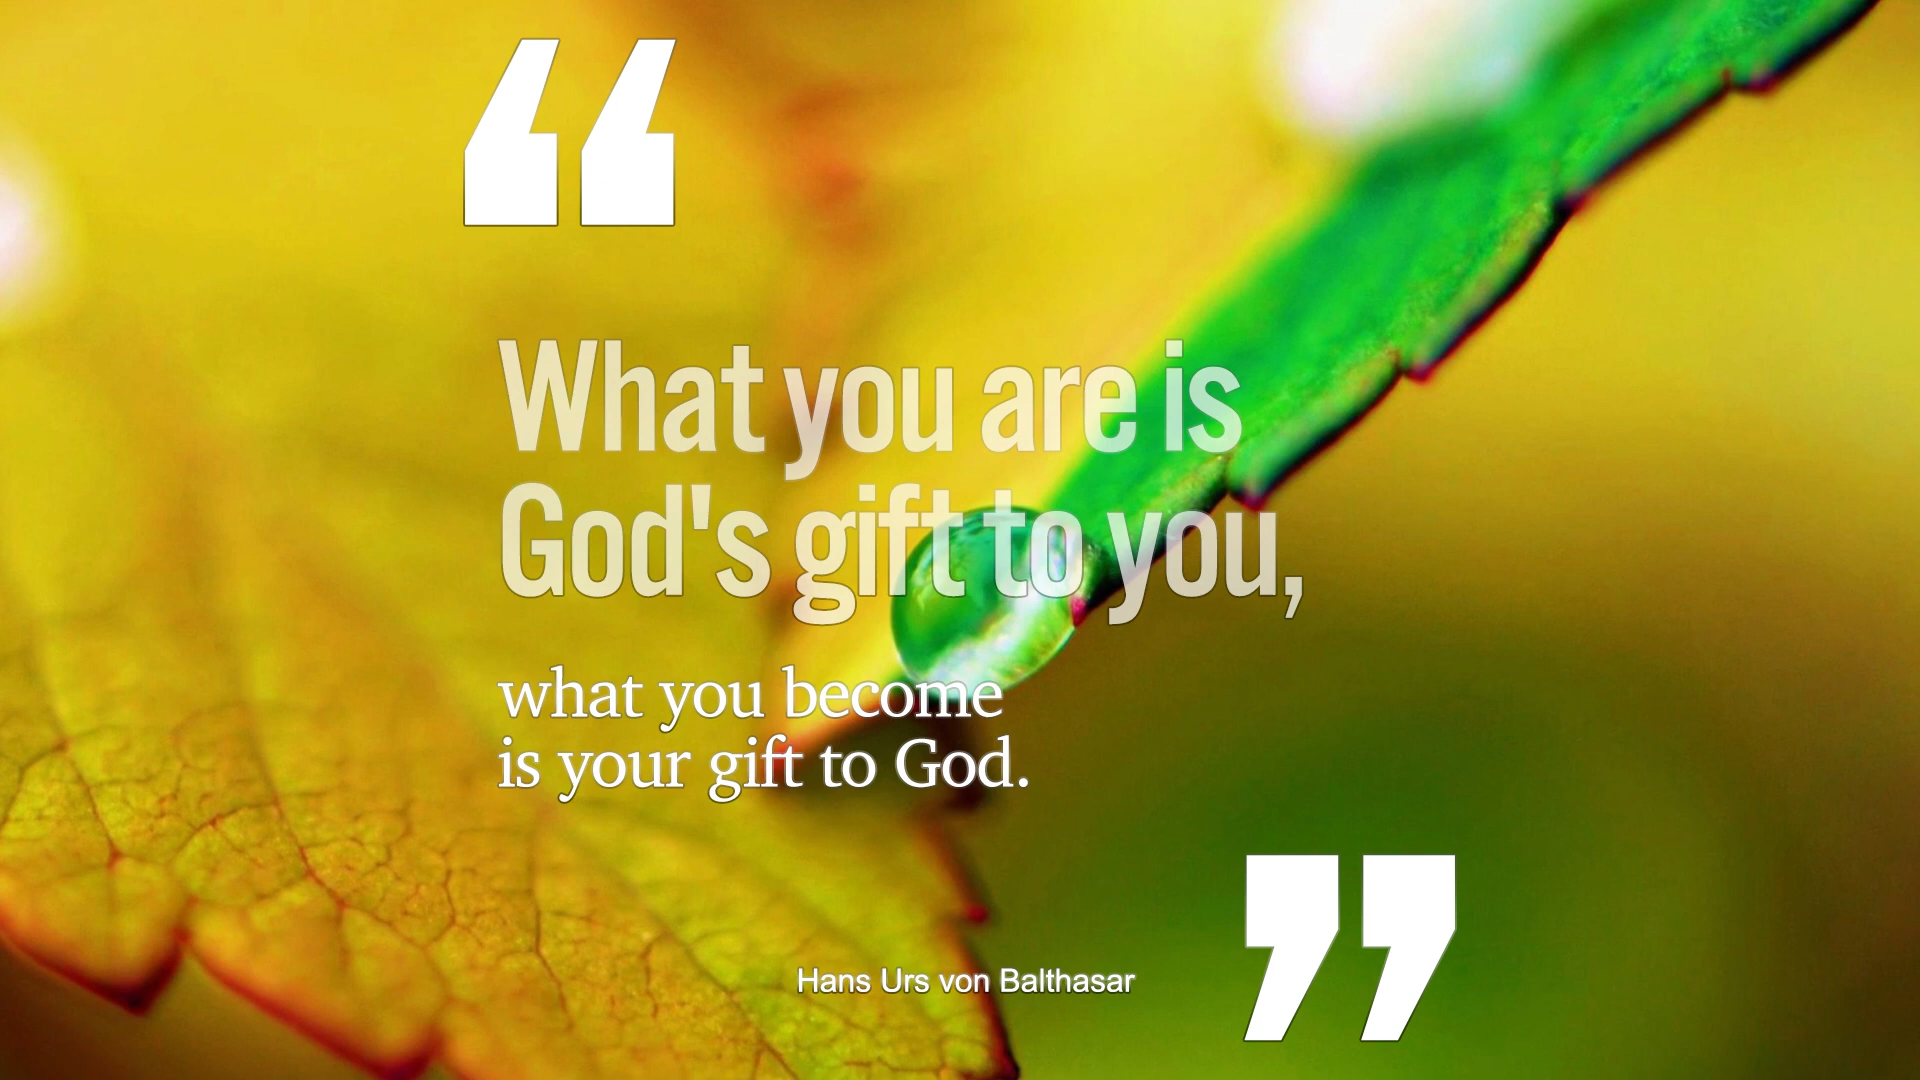 “
What you are is
God's gift to you,
what you become
is your gift to God.
Hans Urs von Balthasar
”